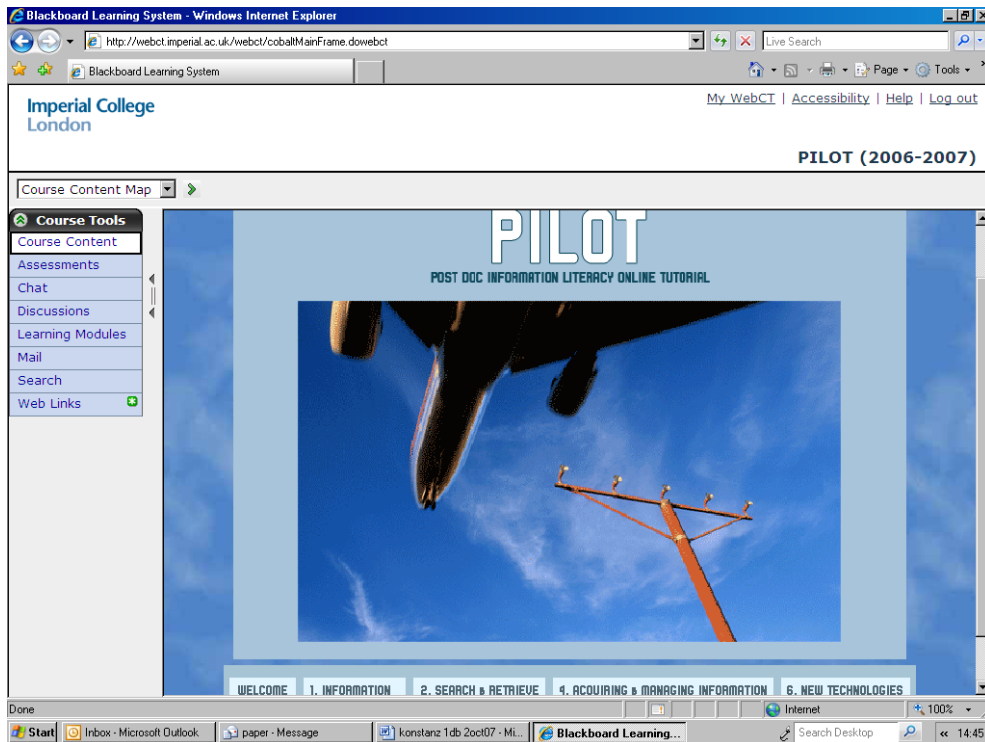 Blackboard Learning System - Windows Internet Explorer
http://webct.imperial.ac.uk/webct/cobaltMainFrame.dowebct
Live Search
Blackboard Learning System
Page
Tools
Imperial College
London
My WebCT | Accessibility | Help | Log out
PILOT (2006-2007)
Course Content Map
Course Tools
Course Content
Assessments
Chat
Discussions
Learning Modules
Mail
Search
Web Links
PILOT
POST DOC INFORMATION LITERACY ONLINE TUTORIAL
WELCOME
1. INFORMATION
2. SEARCH & RETRIEVE
4. ACQUIRING & MANAGING INFORMATION
6. NEW TECHNOLOGIES
Done
Internet
100%
Start
Inbox - Microsoft Outlook
paper - Message
konstanz 1db 2oct07 - Mi...
Blackboard Learning...
Search Desktop
14:45